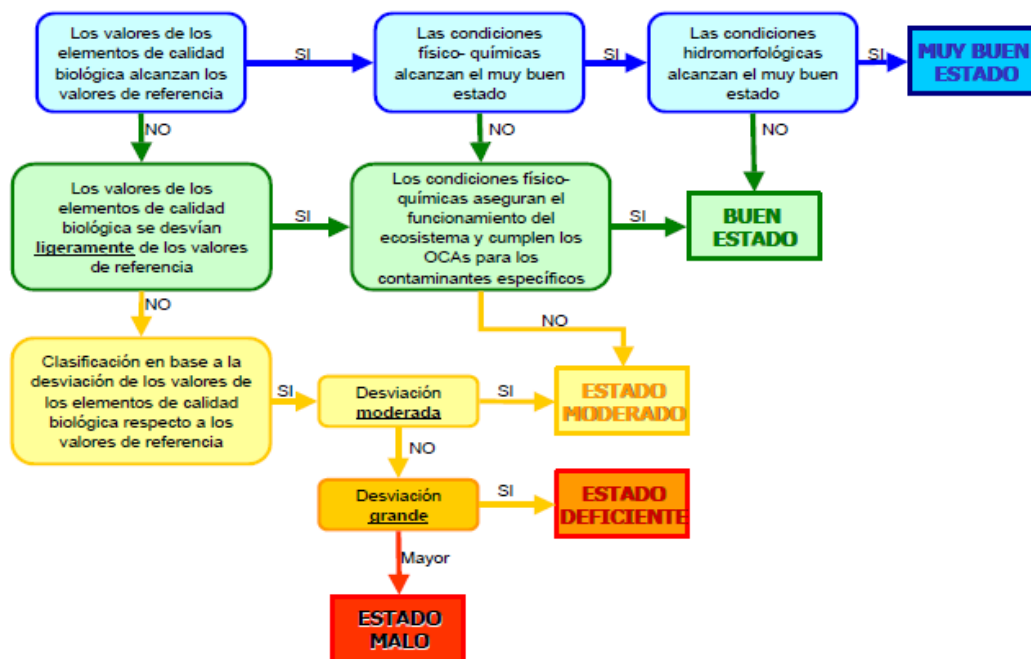 Los valores de los
elementos de calidad
biológica alcanzan los
valores de referencia
SI
Las condiciones
físico- químicas
alcanzan el muy buen
estado
SI
Las condiciones
hidromorfológicas
alcanzan el muy buen
estado
SI
MUY BUEN
ESTADO
NO
NO
NO
Los valores de los
elementos de calidad
biológica se desvían
ligeramente de los valores
de referencia
SI
Los condiciones físico-
químicas aseguran el
funcionamiento del
ecosistema y cumplen los
OCAs para los
contaminantes específicos
SI
BUEN
ESTADO
NO
NO
Clasificación en base a la
desviación de los valores de
los elementos de calidad
biológica respecto a los
valores de referencia
SI
Desviación
moderada
SI
ESTADO
MODERADO
NO
Desviación
grande
SI
ESTADO
DEFICIENTE
Mayor
ESTADO
MALO